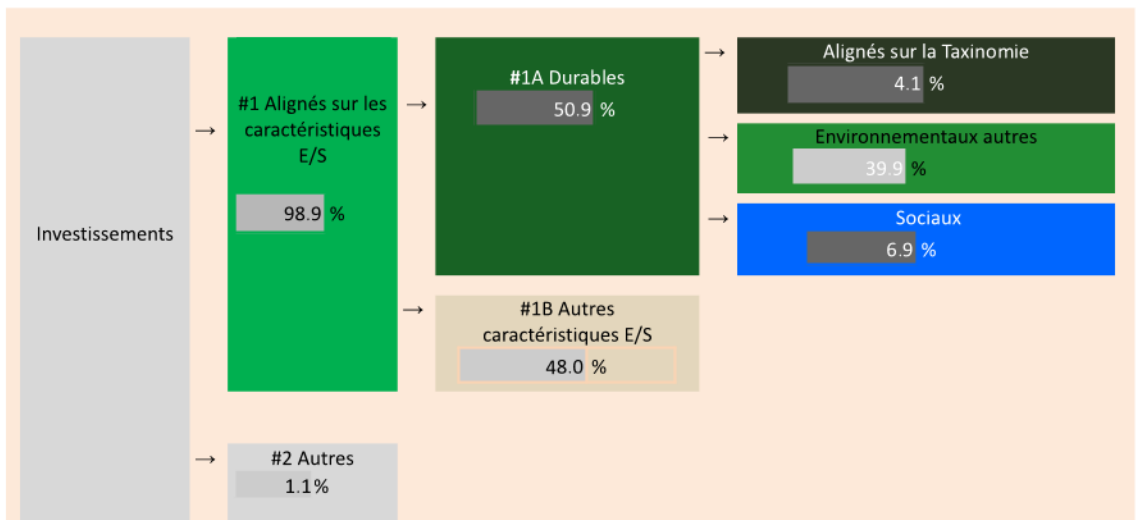 Investissements
→
#1 Alignés sur les
caractéristiques
E/S
98.9 %
→
#1A Durables
50.9 %
→
Alignés sur la Taxinomie
4.1 %
→
Environnementaux autres
39.9 %
→
Sociaux
6.9 %
→
#1B Autres
caractéristiques E/S
48.0 %
→
#2 Autres
1.1%